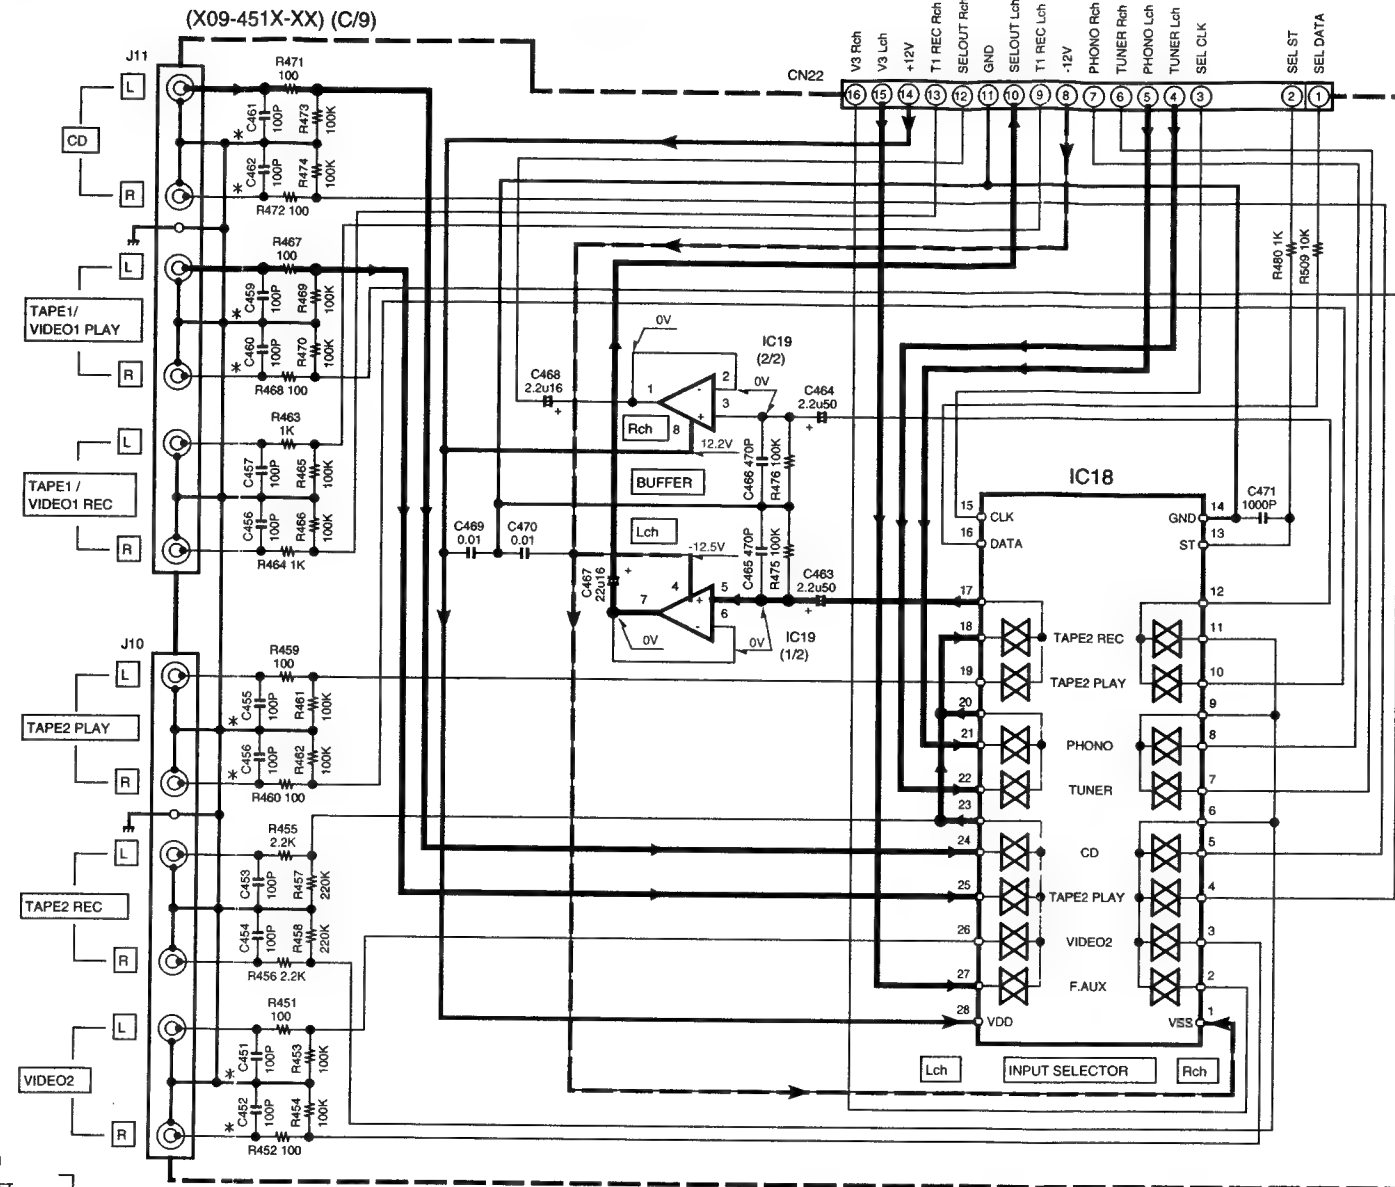 (X09-451X-XX) (C/9)
J11
L
CD
R
R471
100
C461
100P
R473
100K
C462
100P
R474
100K
R472 100
*
*
L
TAPE1/
VIDEO1 PLAY
R
R467
100
C459
100P
R469
100K
C460
100P
R470
100K
R468 100
*
*
L
TAPE1 /
VIDEO1 REC
R
R463
1K
C457
100P
R465
100K
C456
100P
R466
100K
R464 1K
J10
L
TAPE2 PLAY
R
R459
100
C455
100P
R461
100K
C456
100P
R462
100K
R460 100
*
*
L
TAPE2 REC
R
R455
2.2K
C453
100P
R457
220K
C454
100P
R458
220K
R456 2.2K
L
VIDEO2
R
R451
100
C451
100P
R453
100K
C452
100P
R454
100K
R452 100
*
*
CN22
V3 Rch
V3 Lch
+12V
T1 REC Rch
SELOUT Rch
GND
SELOUT Lch
T1 REC Lch
-12V
PHONO Rch
TUNER Rch
PHONO Lch
TUNER Lch
SEL CLK
SEL ST
SEL DATA
16 15 14 13 12 11 10 9 8 7 6 5 4 3 2 1
R480 1K
R509 10K
0V
IC19
(2/2)
C468
2.2u16
+
1
2
3
8
-
+
0V
C464
2.2u50
+
Rch
12.2V
BUFFER
C466 470P
R476 100K
Lch
-12.5V
C469
0.01
C470
0.01
C467
22u16
+
C465 470P
R475 100K
C463
2.2u50
+
4
5
6
7
+
-
0V
0V
IC19
(1/2)
IC18
C471
1000P
15
CLK
14
GND
16
DATA
13
ST
17
12
18
TAPE2 REC
11
19
TAPE2 PLAY
10
20
9
21
PHONO
8
22
TUNER
7
23
6
24
CD
5
25
TAPE2 PLAY
4
26
VIDEO2
3
27
F.AUX
2
28
VDD
VSS
1
Lch
INPUT SELECTOR
Rch